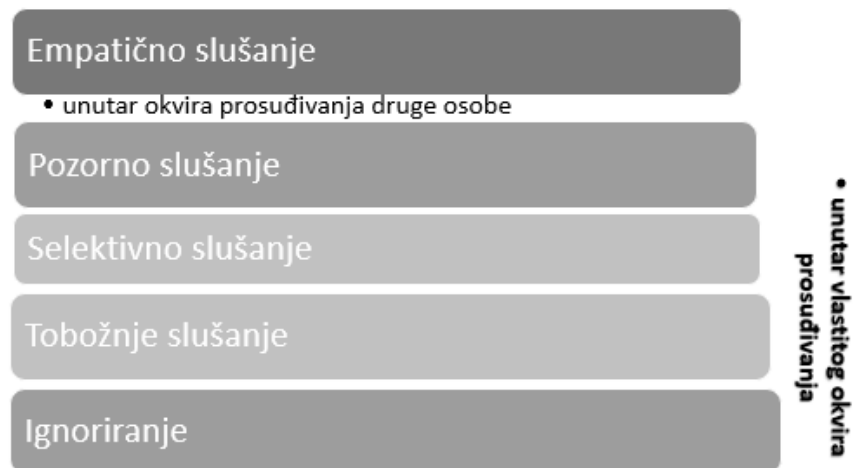 Empatično slušanje
• unutar okvira prosuđivanja druge osobe
Pozorno slušanje
Selektivno slušanje
Tobožnje slušanje
Ignoriranje
• unutar vlastitog okvira
prosuđivanja